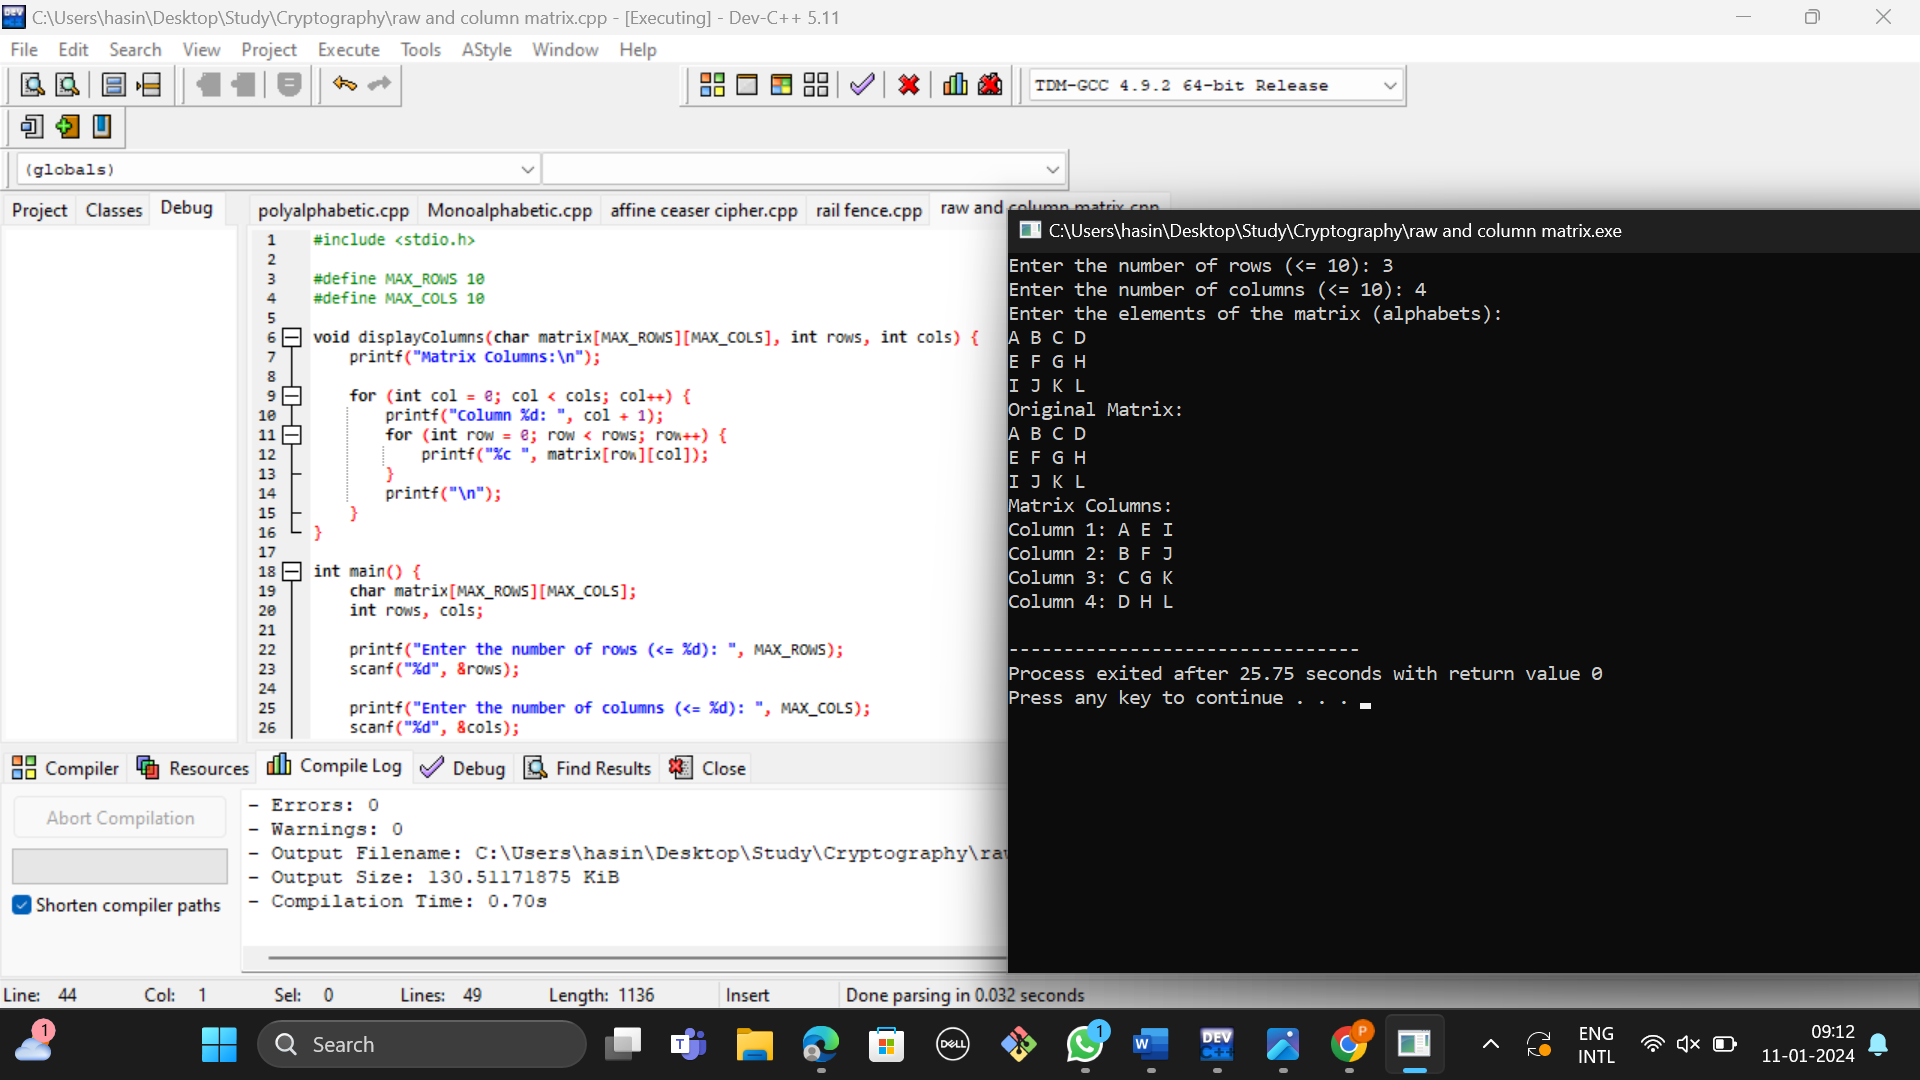 C:\Users\hasin\Desktop\Study\Cryptography\raw and column matrix.cpp - [Executing] - Dev-C++ 5.11
File Edit Search View Project Execute Tools AStyle Window Help
TDM-GCC 4.9.2 64-bit Release
(globals)
Project Classes Debug
polyalphabetic.cpp Monoalphabetic.cpp affine ceaser cipher.cpp rail fence.cpp raw and column matrix.cpp
1 #include <stdio.h>
2
3 #define MAX_ROWS 10
4 #define MAX_COLS 10
5
6 void displayColumns(char matrix[MAX_ROWS][MAX_COLS], int rows, int cols) {
7 printf("Matrix Columns:\n");
8
9 for (int col = 0; col < cols; col++) {
10 printf("Column %d: ", col + 1);
11 for (int row = 0; row < rows; row++) {
12 printf("%c ", matrix[row][col]);
13 }
14 printf("\n");
15 }
16 }
17
18 int main() {
19 char matrix[MAX_ROWS][MAX_COLS];
20 int rows, cols;
21
22 printf("Enter the number of rows (<= %d): ", MAX_ROWS);
23 scanf("%d", &rows);
24
25 printf("Enter the number of columns (<= %d): ", MAX_COLS);
26 scanf("%d", &cols);
C:\Users\hasin\Desktop\Study\Cryptography\raw and column matrix.exe
Enter the number of rows (<= 10): 3
Enter the number of columns (<= 10): 4
Enter the elements of the matrix (alphabets):
A B C D
E F G H
I J K L
Original Matrix:
A B C D
E F G H
I J K L
Matrix Columns:
Column 1: A E I
Column 2: B F J
Column 3: C G K
Column 4: D H L
--------------------------------
Process exited after 25.75 seconds with return value 0
Press any key to continue . . .
Compiler Resources Compile Log Debug Find Results Close
Abort Compilation
Shorten compiler paths
- Errors: 0
- Warnings: 0
- Output Filename: C:\Users\hasin\Desktop\Study\Cryptography\raw
- Output Size: 130.51171875 KiB
- Compilation Time: 0.70s
Line: 44 Col: 1 Sel: 0 Lines: 49 Length: 1136 Insert Done parsing in 0.032 seconds
1
Search
T
DELL
1
W
DEV
C++
P
ENG
INTL
09:12
11-01-2024